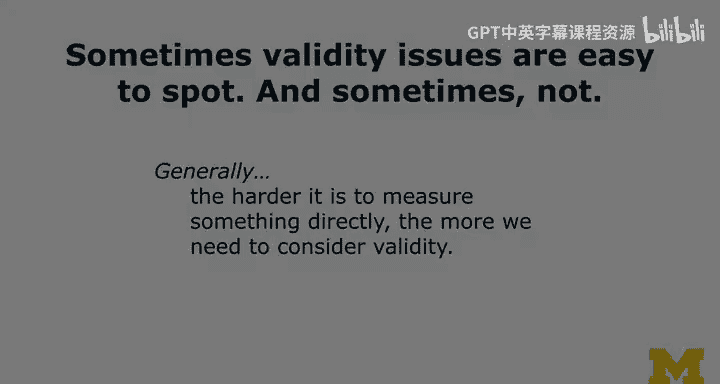 GPT中英字幕课程资源 bilibili
Sometimes validity issues are easy
to spot. And sometimes, not.
Generally…
the harder it is to measure
something directly, the more we
need to consider validity.
M